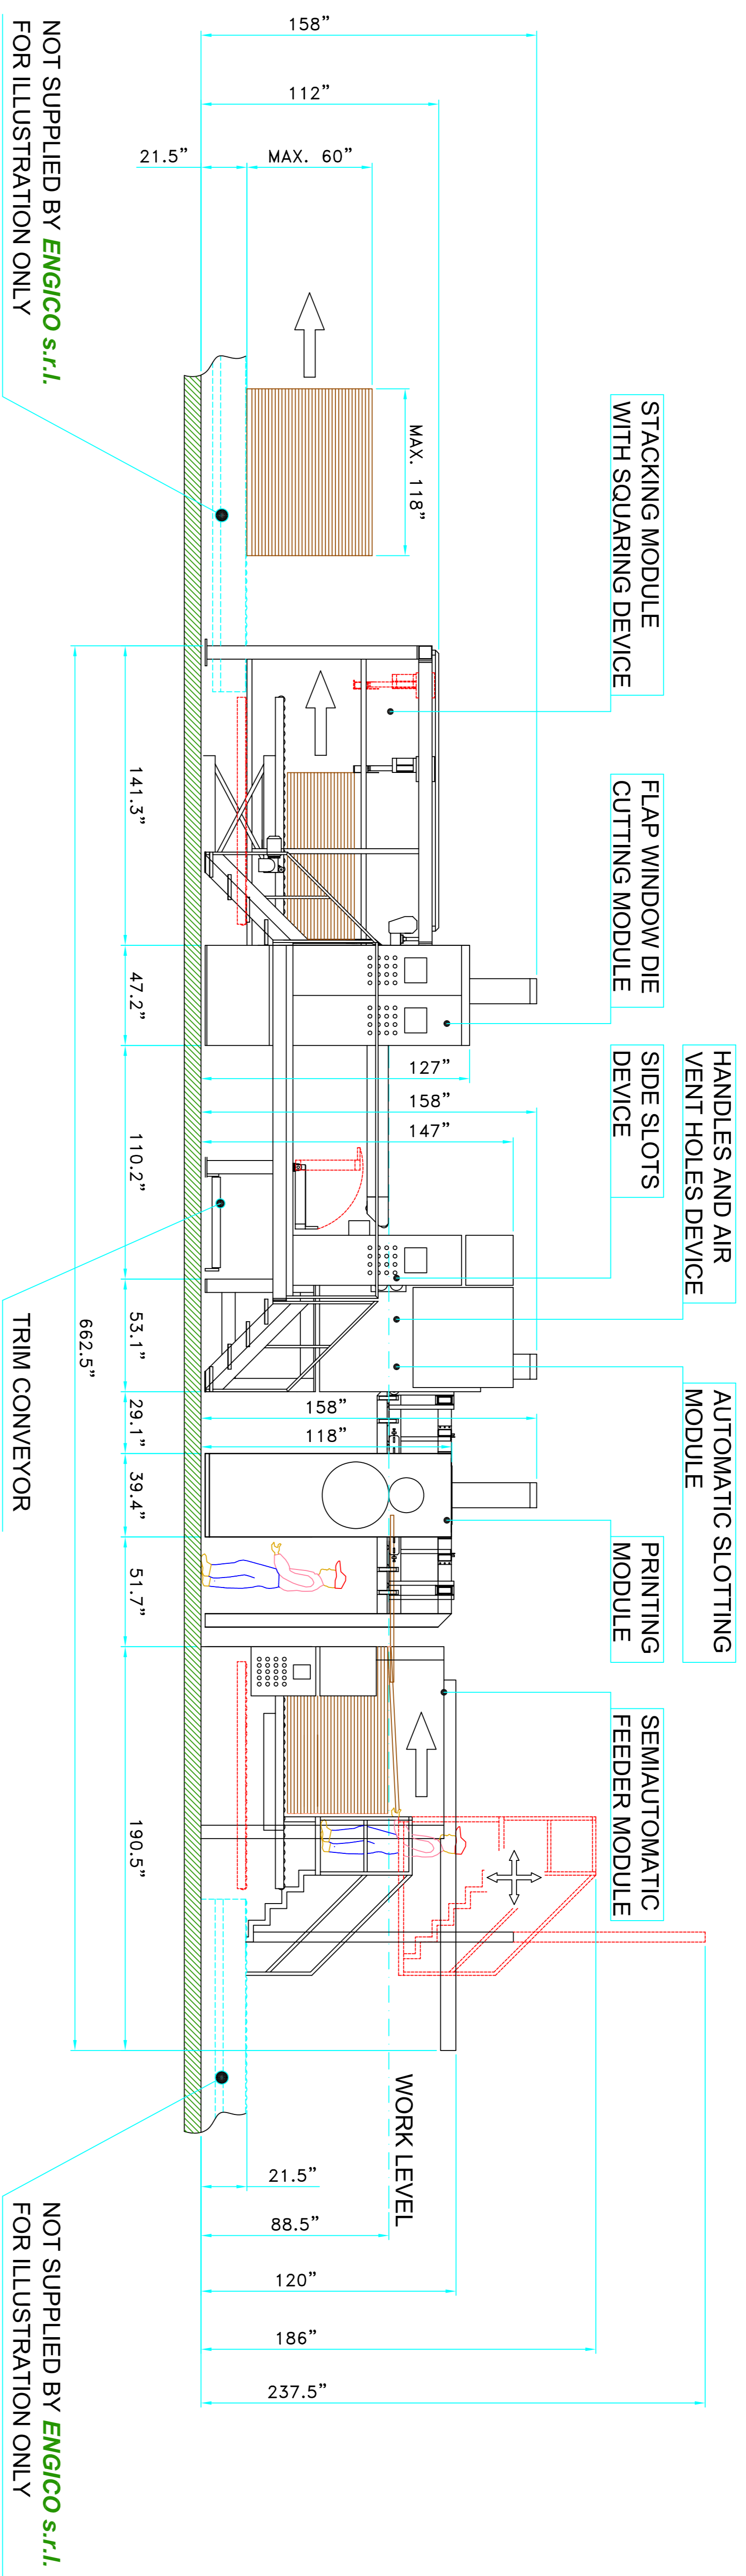 HANDLES AND AIR
VENT HOLES DEVICE
AUTOMATIC SLOTTING
MODULE
STACKING MODULE
WITH SQUARING DEVICE
FLAP WINDOW DIE
CUTTING MODULE
SIDE SLOTS
DEVICE
PRINTING
MODULE
SEMIAUTOMATIC
FEEDER MODULE
158”
112”
MAX. 60”
21.5”
MAX. 118”
127”
158”
147”
158”
118”
WORK LEVEL
21.5”
88.5”
120”
186”
237.5”
141.3”
47.2”
110.2”
53.1”
29.1”
39.4”
51.7”
190.5”
662.5”
NOT SUPPLIED BY ENGICO s.r.l.
FOR ILLUSTRATION ONLY
TRIM CONVEYOR
NOT SUPPLIED BY ENGICO s.r.l.
FOR ILLUSTRATION ONLY